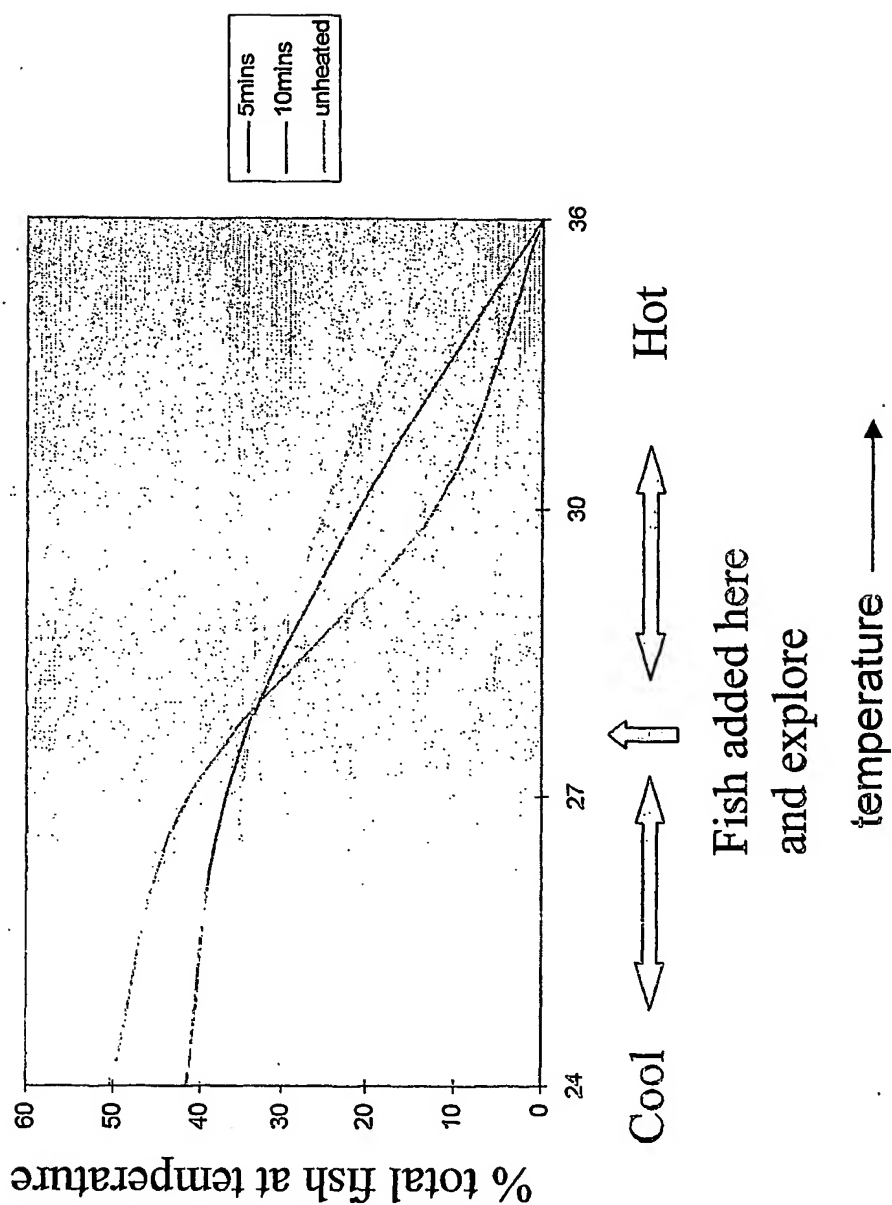 % total fish at temperature
60
50
40
30
20
10
0
24
27
30
36
5mins
10mins
unheated
Cool
Hot
Fish added here
and explore
temperature